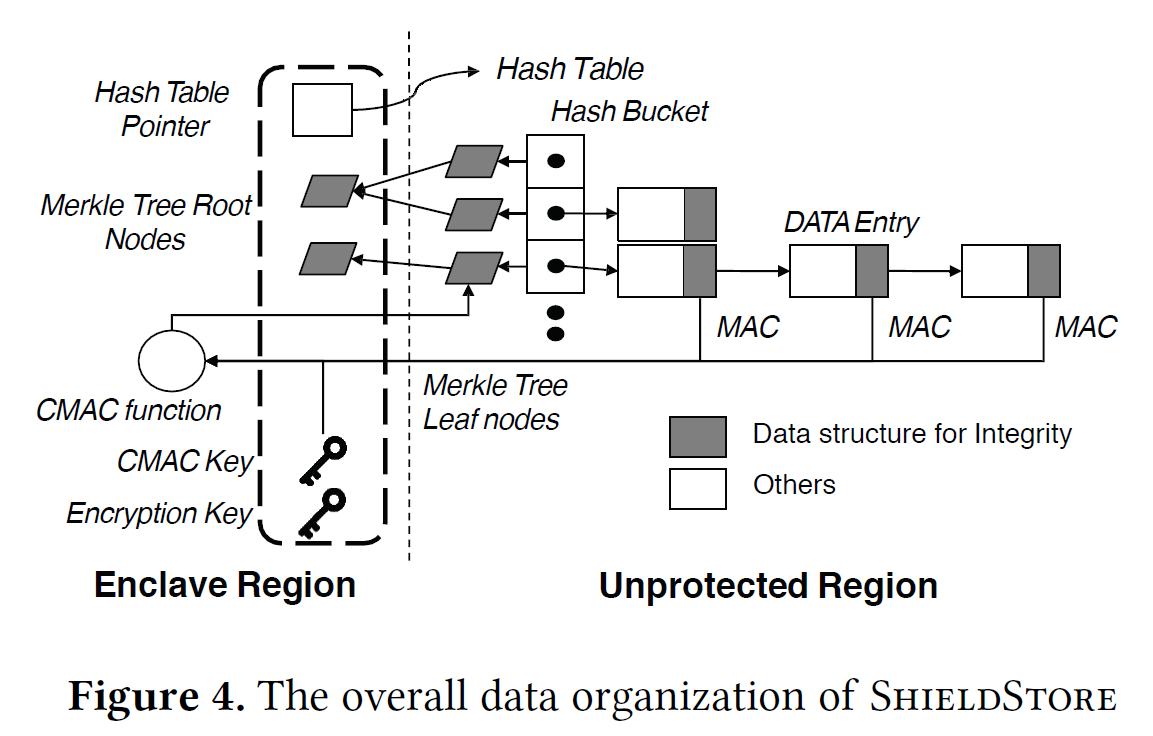 Hash Table
Pointer
Hash Table
Hash Bucket
Merkle Tree Root
Nodes
DATA Entry
MAC
MAC
MAC
CMAC function
Merkle Tree
Leaf nodes
CMAC Key
Encryption Key
Data structure for Integrity
Others
Enclave Region
Unprotected Region
Figure 4. The overall data organization of SHIELDSTORE